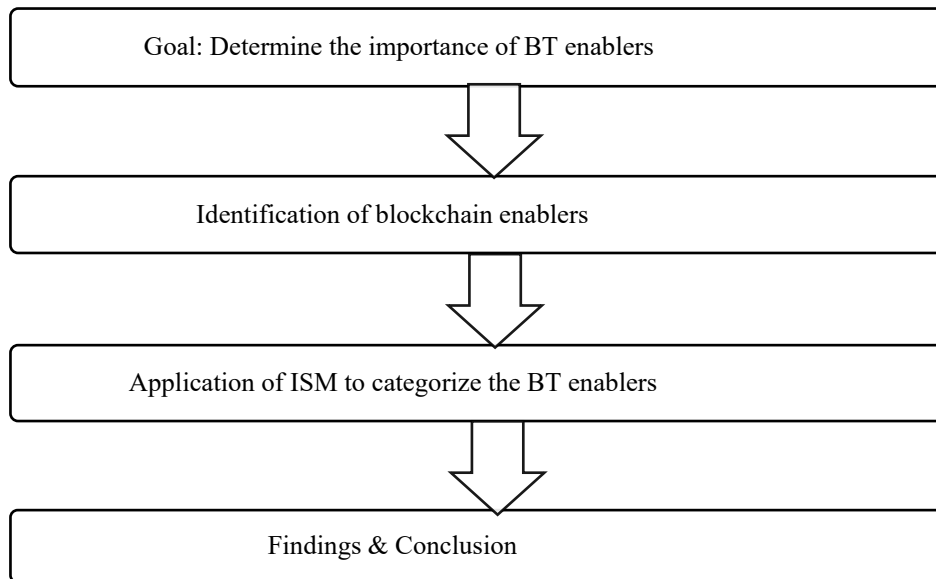 Goal: Determine the importance of BT enablers
Identification of blockchain enablers
Application of ISM to categorize the BT enablers
Findings & Conclusion